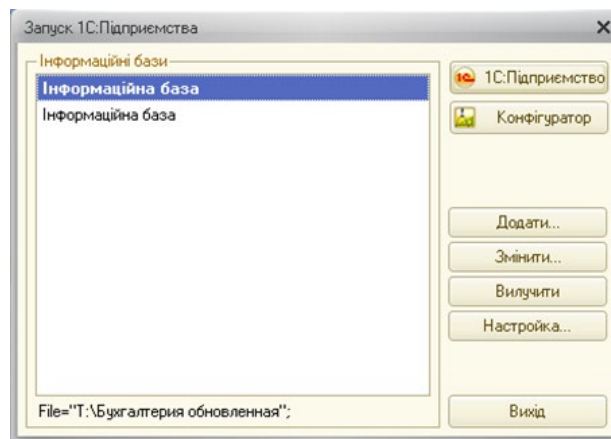 Запуск 1С:Підприємства
Інформаційні бази
Інформаційна база
Інформаційна база
1С:Підприємство
Конфігуратор
Додати...
Змінити...
Вилучити
Настройка...
File="T:\Бухгалтерия обновленная";
Вихід